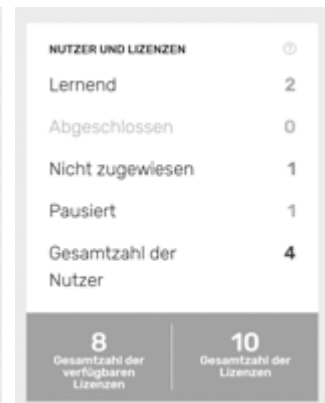 NUTZER UND LIZENZEN
Lernend 2
Abgeschlossen 0
Nicht zugewiesen 1
Pausiert 1
Gesamtzahl der 4
Nutzer
8
Gesamtzahl der
verfügbaren
Lizenzen
10
Gesamtzahl der
Lizenzen